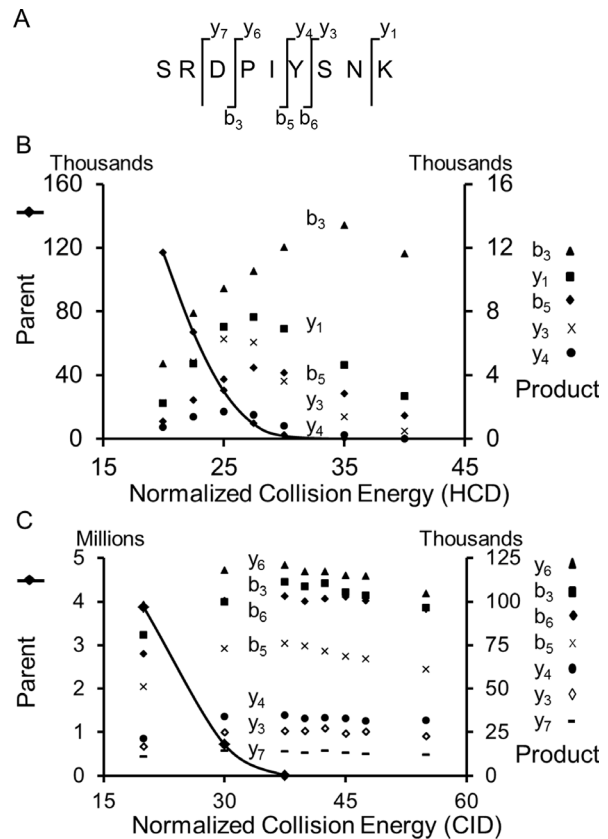 A
y7 y6 y4 y3 y1
S R D P I Y S N K
b3 b5 b6
B
Thousands Thousands
160 16
120 12
80 8
40 4
0 0
Parent
b3
y1
b5
y3
y4
b3
y1
b5
y3
y4
Product
15 25 35 45
Normalized Collision Energy (HCD)
C
Millions Thousands
5 125
4 100
3 75
2 50
1 25
0 0
Parent
y6
b3
b6
b5
y4
y3
y7
y6
b3
b6
b5
y4
y3
y7
Product
15 30 45 60
Normalized Collision Energy (CID)